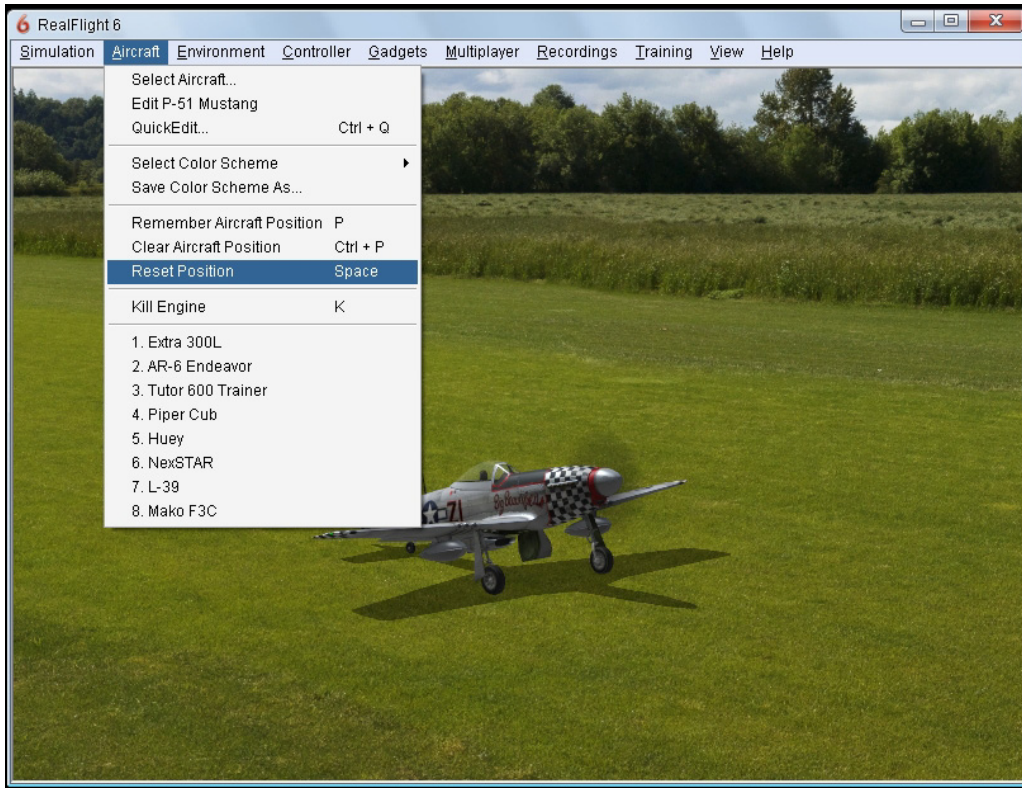 6 RealFlight 6
Simulation Aircraft Environment Controller Gadgets Multiplayer Recordings Training View Help
Select Aircraft...
Edit P-51 Mustang
QuickEdit... Ctrl + Q
Select Color Scheme
Save Color Scheme As...
Remember Aircraft Position P
Clear Aircraft Position Ctrl + P
Reset Position Space
Kill Engine K
1. Extra 300L
2. AR-6 Endeavor
3. Tutor 600 Trainer
4. Piper Cub
5. Huey
6. NexSTAR
7. L-39
8. Mako F3C
Z1